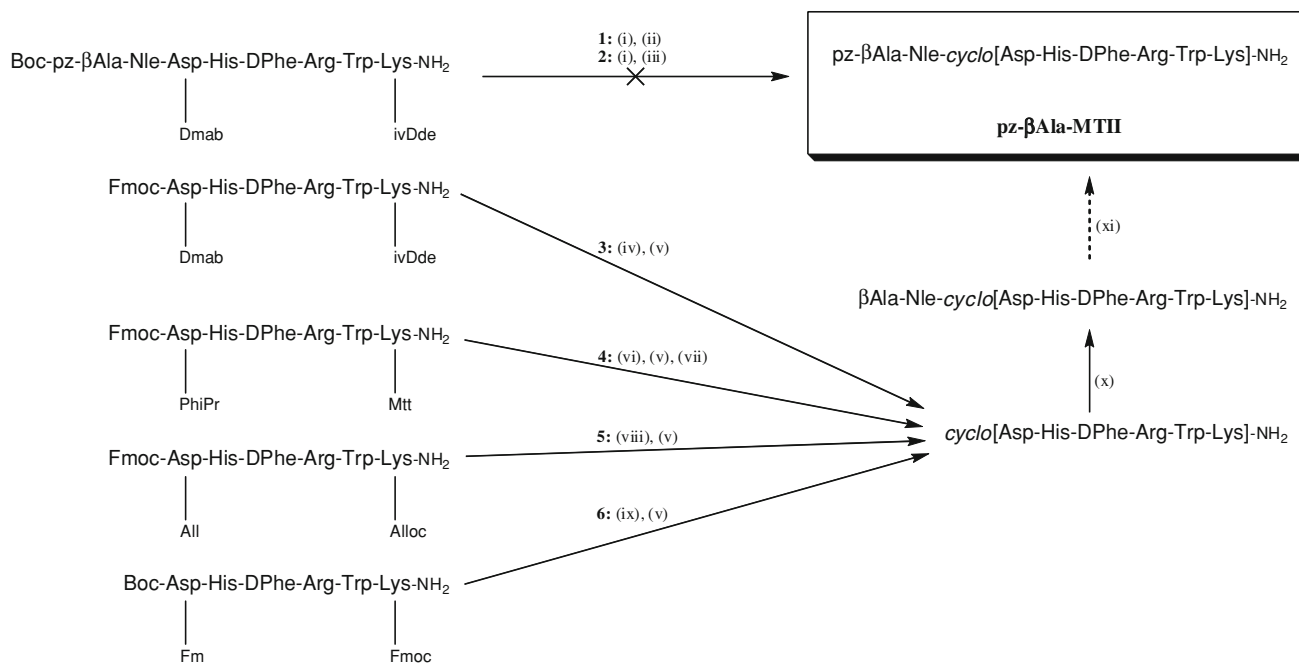 Boc-pz-βAla-Nle-Asp-His-DPhe-Arg-Trp-Lys-NH2
Dmab ivDde
1: (i), (ii)
2: (i), (iii)
pz-βAla-Nle-cyclo[Asp-His-DPhe-Arg-Trp-Lys]-NH2
pz-βAla-MTII
Fmoc-Asp-His-DPhe-Arg-Trp-Lys-NH2
Dmab ivDde
3: (iv), (v)
(xi)
βAla-Nle-cyclo[Asp-His-DPhe-Arg-Trp-Lys]-NH2
Fmoc-Asp-His-DPhe-Arg-Trp-Lys-NH2
PhiPr Mtt
4: (vi), (v), (vii)
(x)
cyclo[Asp-His-DPhe-Arg-Trp-Lys]-NH2
Fmoc-Asp-His-DPhe-Arg-Trp-Lys-NH2
All Alloc
5: (viii), (v)
6: (ix), (v)
Boc-Asp-His-DPhe-Arg-Trp-Lys-NH2
Fm Fmoc